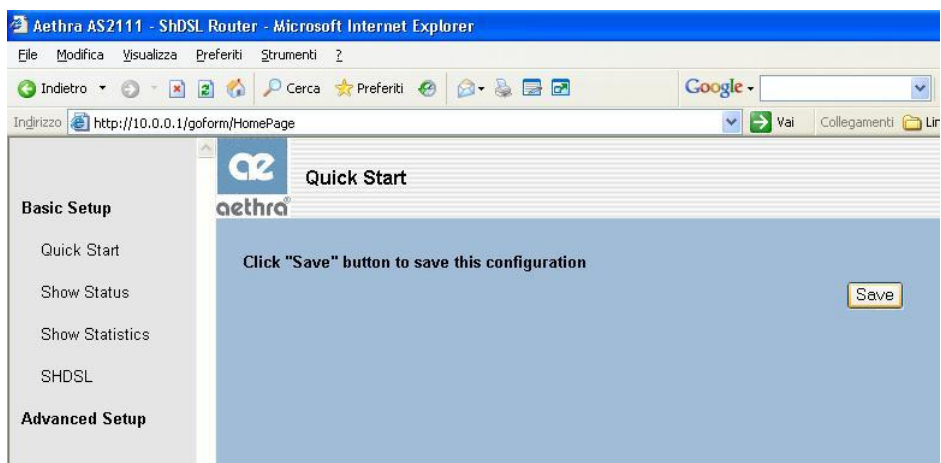 Aethra AS2111 - ShDSL Router - Microsoft Internet Explorer
File Modifica Visualizza Preferiti Strumenti ?
Indietro Cerca Preferiti Google
Indirizzo http://10.0.0.1/goform/HomePage Vai Collegamenti
ae
aethra®
Quick Start
Basic Setup
Quick Start
Show Status
Show Statistics
SHDSL
Advanced Setup
Click "Save" button to save this configuration
Save